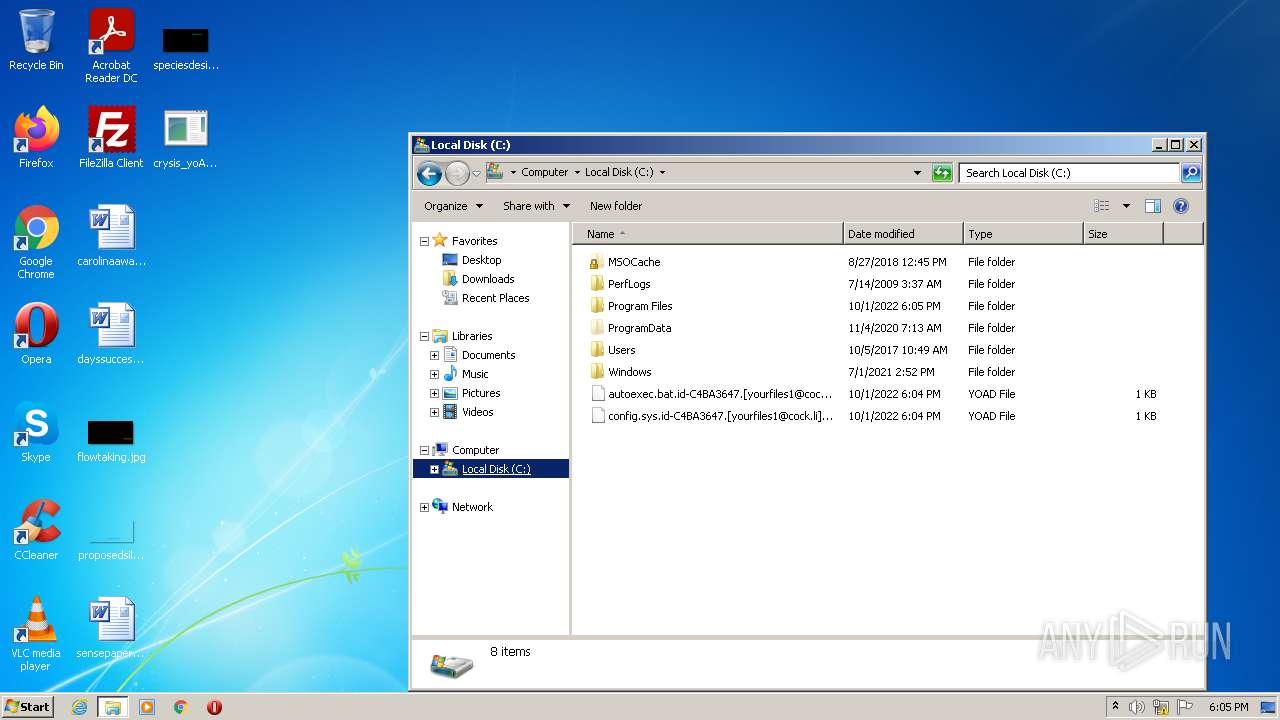 Recycle Bin
Acrobat
Reader DC
speciesdesi...
Firefox
FileZilla Client
crysis_yoA...
Google
Chrome
carolinaawa...
Opera
dayssucces...
Skype
flowtaking.jpg
CCleaner
proposedsil...
VLC media
player
sensepaper...
Local Disk (C:)
Computer
Local Disk (C:)
Search Local Disk (C:)
Organize
Share with
New folder
Favorites
Desktop
Downloads
Recent Places
Libraries
Documents
Music
Pictures
Videos
Computer
Local Disk (C:)
Network
Name Date modified Type Size
MSOCache 8/27/2018 12:45 PM File folder
PerfLogs 7/14/2009 3:37 AM File folder
Program Files 10/1/2022 6:05 PM File folder
ProgramData 11/4/2020 7:13 AM File folder
Users 10/5/2017 10:49 AM File folder
Windows 7/1/2021 2:52 PM File folder
autoexec.bat.id-C4BA3647.[yourfiles1@coc... 10/1/2022 6:04 PM YOAD File 1 KB
config.sys.id-C4BA3647.[yourfiles1@cock.li]... 10/1/2022 6:04 PM YOAD File 1 KB
8 items
ANY RUN
Start
6:05 PM